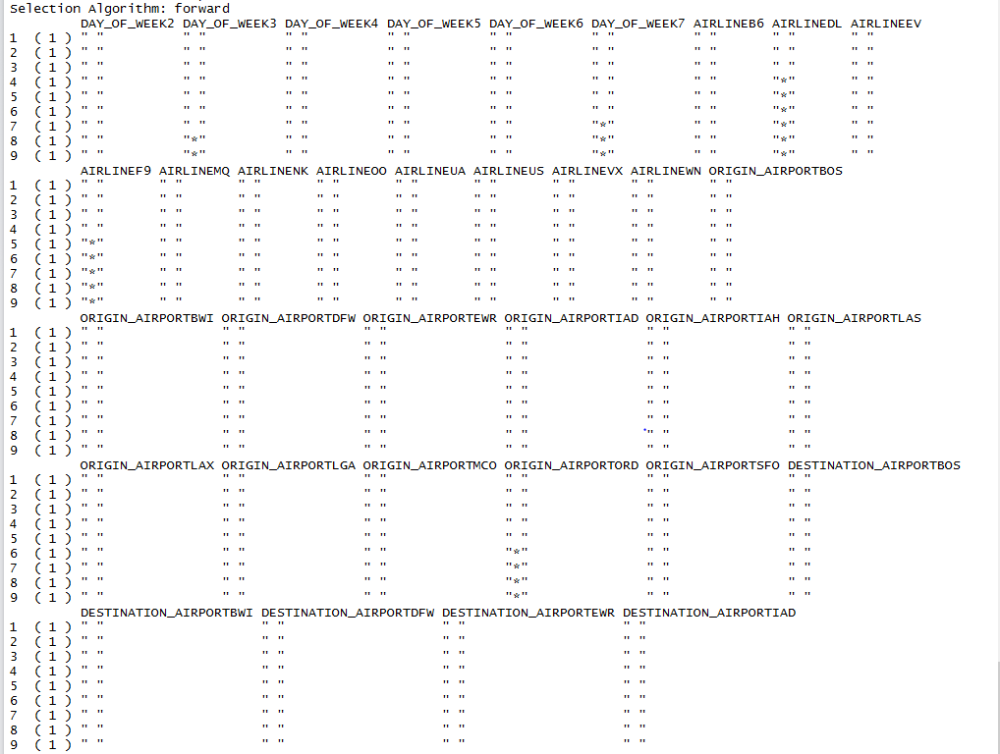 Selection Algorithm: forward
         DAY_OF_WEEK2 DAY_OF_WEEK3 DAY_OF_WEEK4 DAY_OF_WEEK5 DAY_OF_WEEK6 DAY_OF_WEEK7 AIRLINEB6 AIRLINEDL AIRLINEEV
1  ( 1 ) " "          " "          " "          " "          " "          " "          " "       " "       " "
2  ( 1 ) " "          " "          " "          " "          " "          " "          " "       " "       " "
3  ( 1 ) " "          " "          " "          " "          " "          " "          " "       " "       " "
4  ( 1 ) " "          " "          " "          " "          " "          " "          " "       "*"       " "
5  ( 1 ) " "          " "          " "          " "          " "          " "          " "       "*"       " "
6  ( 1 ) " "          " "          " "          " "          " "          " "          " "       "*"       " "
7  ( 1 ) " "          " "          " "          " "          " "          "*"          " "       "*"       " "
8  ( 1 ) " "          "*"          " "          " "          " "          "*"          " "       "*"       " "
9  ( 1 ) " "          "*"          " "          " "          " "          "*"          " "       "*"       " "
         AIRLINEF9 AIRLINEMQ AIRLINENK AIRLINEOO AIRLINEUA AIRLINEUS AIRLINEVX AIRLINEWN ORIGIN_AIRPORTBOS
1  ( 1 ) " "       " "       " "       " "       " "       " "       " "       " "       " "
2  ( 1 ) " "       " "       " "       " "       " "       " "       " "       " "       " "
3  ( 1 ) " "       " "       " "       " "       " "       " "       " "       " "       " "
4  ( 1 ) " "       " "       " "       " "       " "       " "       " "       " "       " "
5  ( 1 ) "*"       " "       " "       " "       " "       " "       " "       " "       " "
6  ( 1 ) "*"       " "       " "       " "       " "       " "       " "       " "       " "
7  ( 1 ) "*"       " "       " "       " "       " "       " "       " "       " "       " "
8  ( 1 ) "*"       " "       " "       " "       " "       " "       " "       " "       " "
9  ( 1 ) "*"       " "       " "       " "       " "       " "       " "       " "       " "
         ORIGIN_AIRPORTBWI ORIGIN_AIRPORTDFW ORIGIN_AIRPORTEWR ORIGIN_AIRPORTIAD ORIGIN_AIRPORTIAH ORIGIN_AIRPORTLAS
1  ( 1 ) " "               " "               " "               " "               " "               " "
2  ( 1 ) " "               " "               " "               " "               " "               " "
3  ( 1 ) " "               " "               " "               " "               " "               " "
4  ( 1 ) " "               " "               " "               " "               " "               " "
5  ( 1 ) " "               " "               " "               " "               " "               " "
6  ( 1 ) " "               " "               " "               " "               " "               " "
7  ( 1 ) " "               " "               " "               " "               " "               " "
8  ( 1 ) " "               " "               " "               " "               " "               " "
9  ( 1 ) " "               " "               " "               " "               " "               " "
         ORIGIN_AIRPORTLAX ORIGIN_AIRPORTLGA ORIGIN_AIRPORTMCO ORIGIN_AIRPORTORD ORIGIN_AIRPORTSFO DESTINATION_AIRPORTBOS
1  ( 1 ) " "               " "               " "               " "               " "               " "
2  ( 1 ) " "               " "               " "               " "               " "               " "
3  ( 1 ) " "               " "               " "               " "               " "               " "
4  ( 1 ) " "               " "               " "               " "               " "               " "
5  ( 1 ) " "               " "               " "               " "               " "               " "
6  ( 1 ) " "               " "               " "               "*"               " "               " "
7  ( 1 ) " "               " "               " "               "*"               " "               " "
8  ( 1 ) " "               " "               " "               "*"               " "               " "
9  ( 1 ) " "               " "               " "               "*"               " "               " "
         DESTINATION_AIRPORTBWI DESTINATION_AIRPORTDFW DESTINATION_AIRPORTEWR DESTINATION_AIRPORTIAD
1  ( 1 ) " "                    " "                    " "                    " "
2  ( 1 ) " "                    " "                    " "                    " "
3  ( 1 ) " "                    " "                    " "                    " "
4  ( 1 ) " "                    " "                    " "                    " "
5  ( 1 ) " "                    " "                    " "                    " "
6  ( 1 ) " "                    " "                    " "                    " "
7  ( 1 ) " "                    " "                    " "                    " "
8  ( 1 ) " "                    " "                    " "                    " "
9  ( 1 ) " "                    " "                    " "                    " "